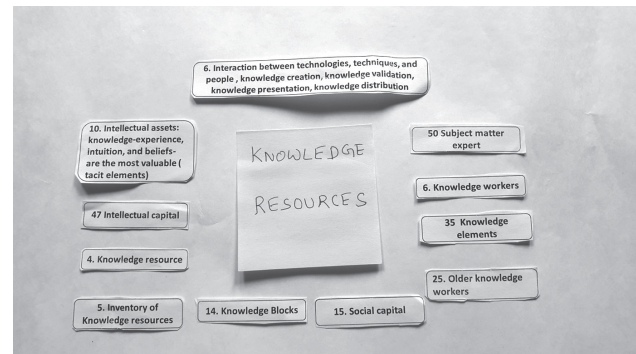 6. Interaction between technologies, techniques, and
people , knowledge creation, knowledge validation,
knowledge presentation, knowledge distribution
10. Intellectual assets:
knowledge-experience,
intuition, and beliefs-
are the most valuable (
tacit elements)
47 Intellectual capital
4. Knowledge resource
5. Inventory of
Knowledge resources
KNOWLEDGE
RESOURCES
14. Knowledge Blocks
15. Social capital
50 Subject matter
expert
6. Knowledge workers
35 Knowledge
elements
25. Older knowledge
workers